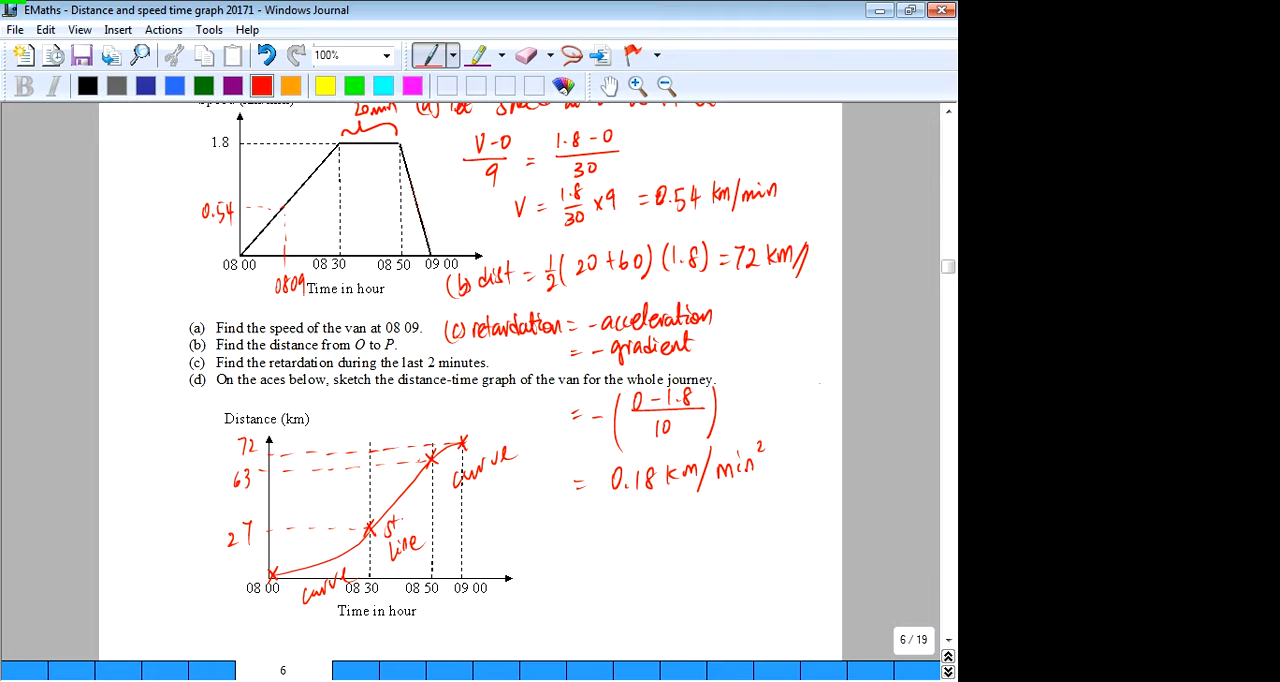 EMaths - Distance and speed time graph 20171 - Windows Journal
File Edit View Insert Actions Tools Help
100%
B I
20min (a)
V-0 / 9 = 1.8-0 / 30
1.8
V = 1.8/30 x9 = 0.54 km/min
0.54
08 00 08 30 08 50 09 00
0809 Time in hour
(b) dist = 1/2 (20+60)(1.8) = 72 km//
(a) Find the speed of the van at 08 09.
(b) Find the distance from O to P.
(c) Find the retardation during the last 2 minutes.
(d) On the aces below, sketch the distance-time graph of the van for the whole journey.
(c) retardation = -acceleration
= -gradient
= -(0-1.8 / 10)
= 0.18 km/min²
Distance (km)
72
63
27
curve
st. line
curve
08 00 08 30 08 50 09 00
Time in hour
6 / 19
6